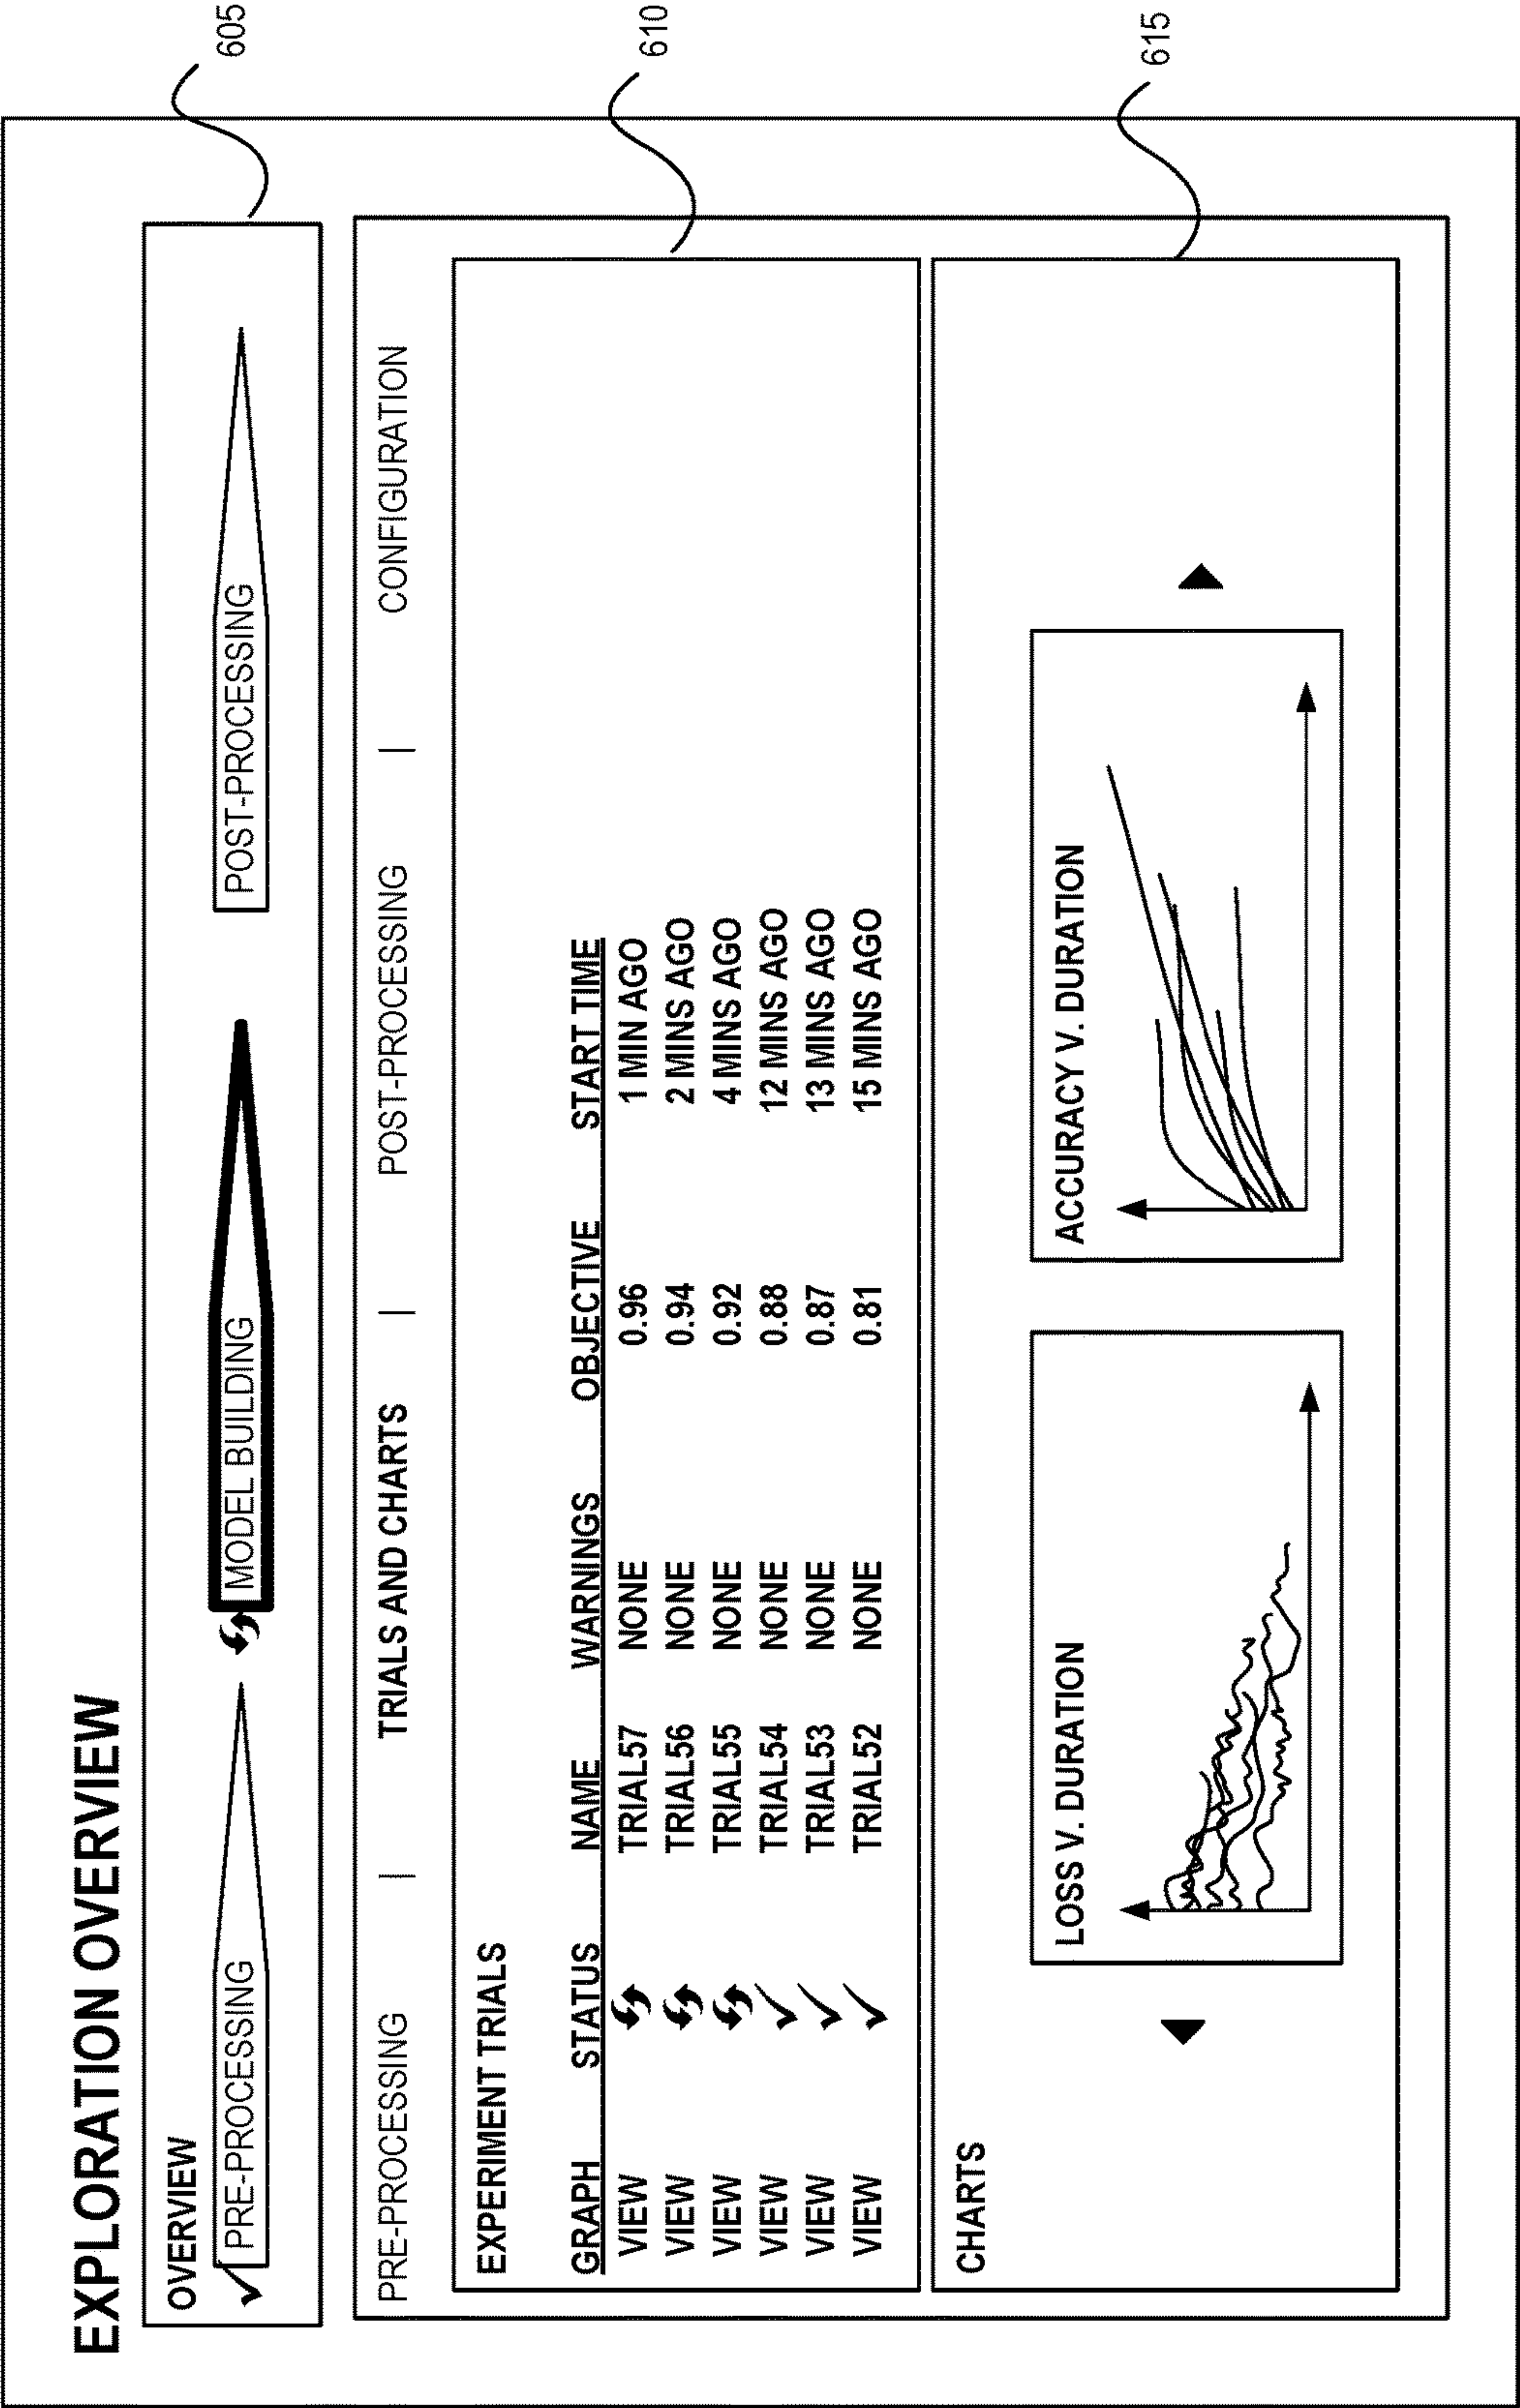 EXPLORATION OVERVIEW
605
OVERVIEW
PRE-PROCESSING MODEL BUILDING POST-PROCESSING
PRE-PROCESSING | TRIALS AND CHARTS | POST-PROCESSING | CONFIGURATION
610
EXPERIMENT TRIALS
GRAPH STATUS NAME WARNINGS OBJECTIVE START TIME
VIEW TRIAL57 NONE 0.96 1 MIN AGO
VIEW TRIAL56 NONE 0.94 2 MINS AGO
VIEW TRIAL55 NONE 0.92 4 MINS AGO
VIEW TRIAL54 NONE 0.88 12 MINS AGO
VIEW TRIAL53 NONE 0.87 13 MINS AGO
VIEW TRIAL52 NONE 0.81 15 MINS AGO
615
CHARTS
LOSS V. DURATION ACCURACY V. DURATION